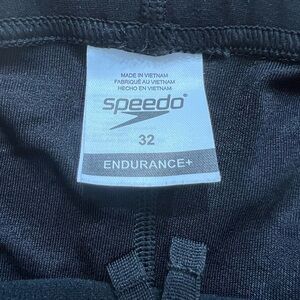 MADE IN VIETNAM
FABRIQUÉ AU VIETNAM
HECHO EN VIETNAM
speedo®
32
ENDURANCE+